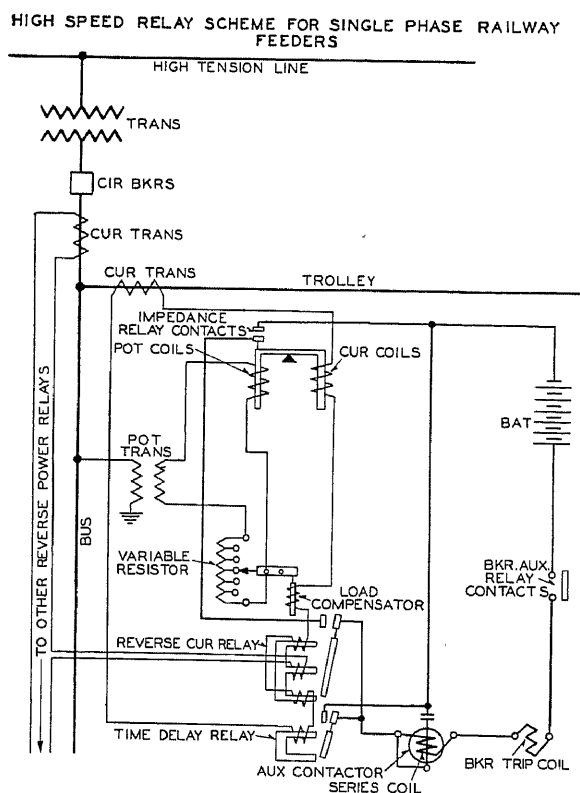 HIGH SPEED RELAY SCHEME FOR SINGLE PHASE RAILWAY
FEEDERS
HIGH TENSION LINE
TRANS
CIR BKRS
CUR TRANS
CUR TRANS
TROLLEY
IMPEDANCE
RELAY CONTACTS
POT COILS
CUR COILS
BAT
POT
TRANS
TO OTHER REVERSE POWER RELAYS
BUS
VARIABLE
RESISTOR
BKR. AUX.
RELAY
CONTACTS
LOAD
COMPENSATOR
REVERSE CUR RELAY
TIME DELAY RELAY
AUX CONTACTOR
SERIES COIL
BKR TRIP COIL